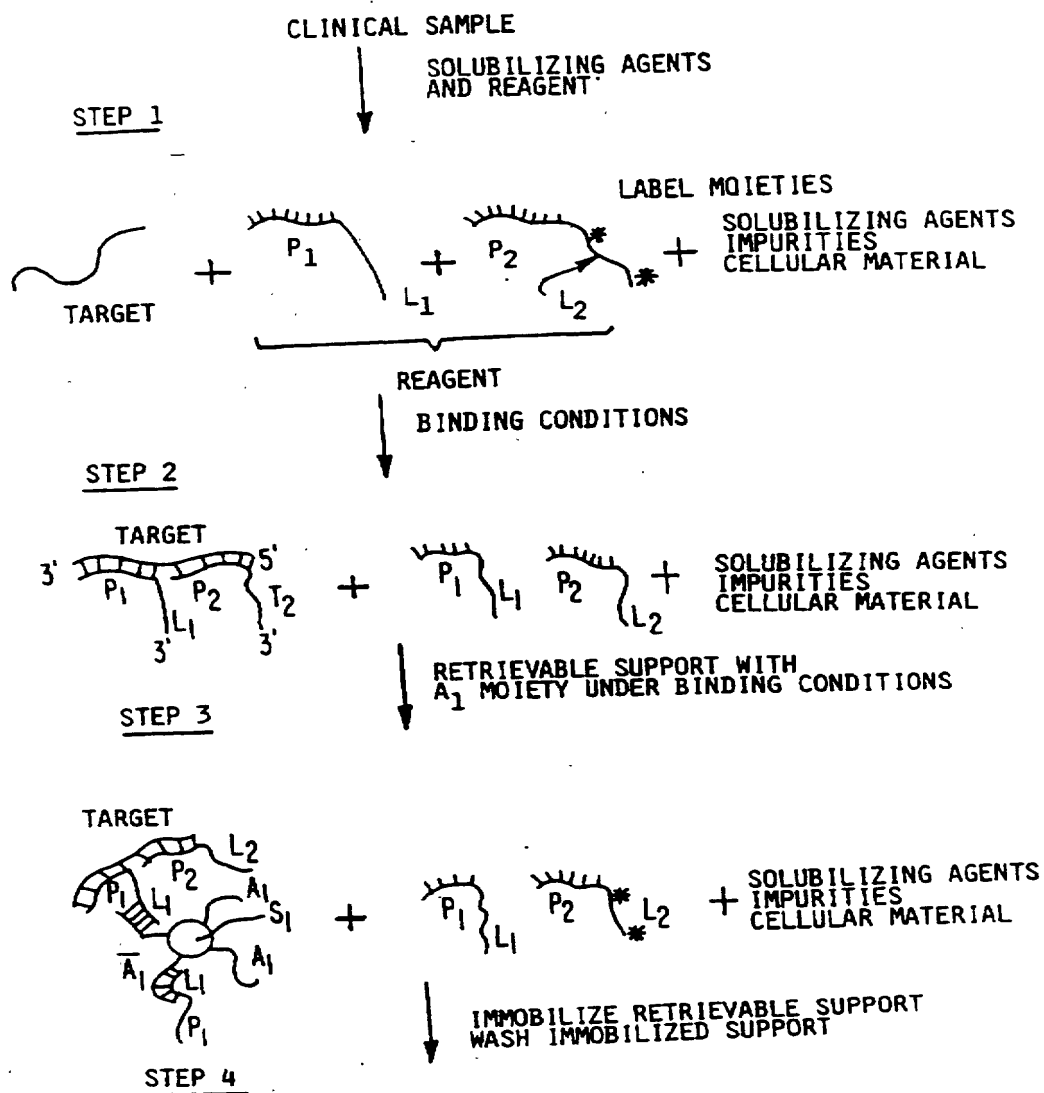 CLINICAL SAMPLE
SOLUBILIZING AGENTS
AND REAGENT
STEP 1
LABEL MOIETIES
TARGET
+
P1
L1
+
P2
*
*
L2
+
SOLUBILIZING AGENTS
IMPURITIES
CELLULAR MATERIAL
REAGENT
BINDING CONDITIONS
STEP 2
TARGET
3'
5'
P1
P2
T2
L1
3'
3'
+
P1
L1
P2
L2
+
SOLUBILIZING AGENTS
IMPURITIES
CELLULAR MATERIAL
RETRIEVABLE SUPPORT WITH
A1 MOIETY UNDER BINDING CONDITIONS
STEP 3
TARGET
L2
P2
P1
L1
A1
S1
A1
A̅1
L1
P1
+
P1
L1
P2
*
*
L2
+
SOLUBILIZING AGENTS
IMPURITIES
CELLULAR MATERIAL
IMMOBILIZE RETRIEVABLE SUPPORT
WASH IMMOBILIZED SUPPORT
STEP 4